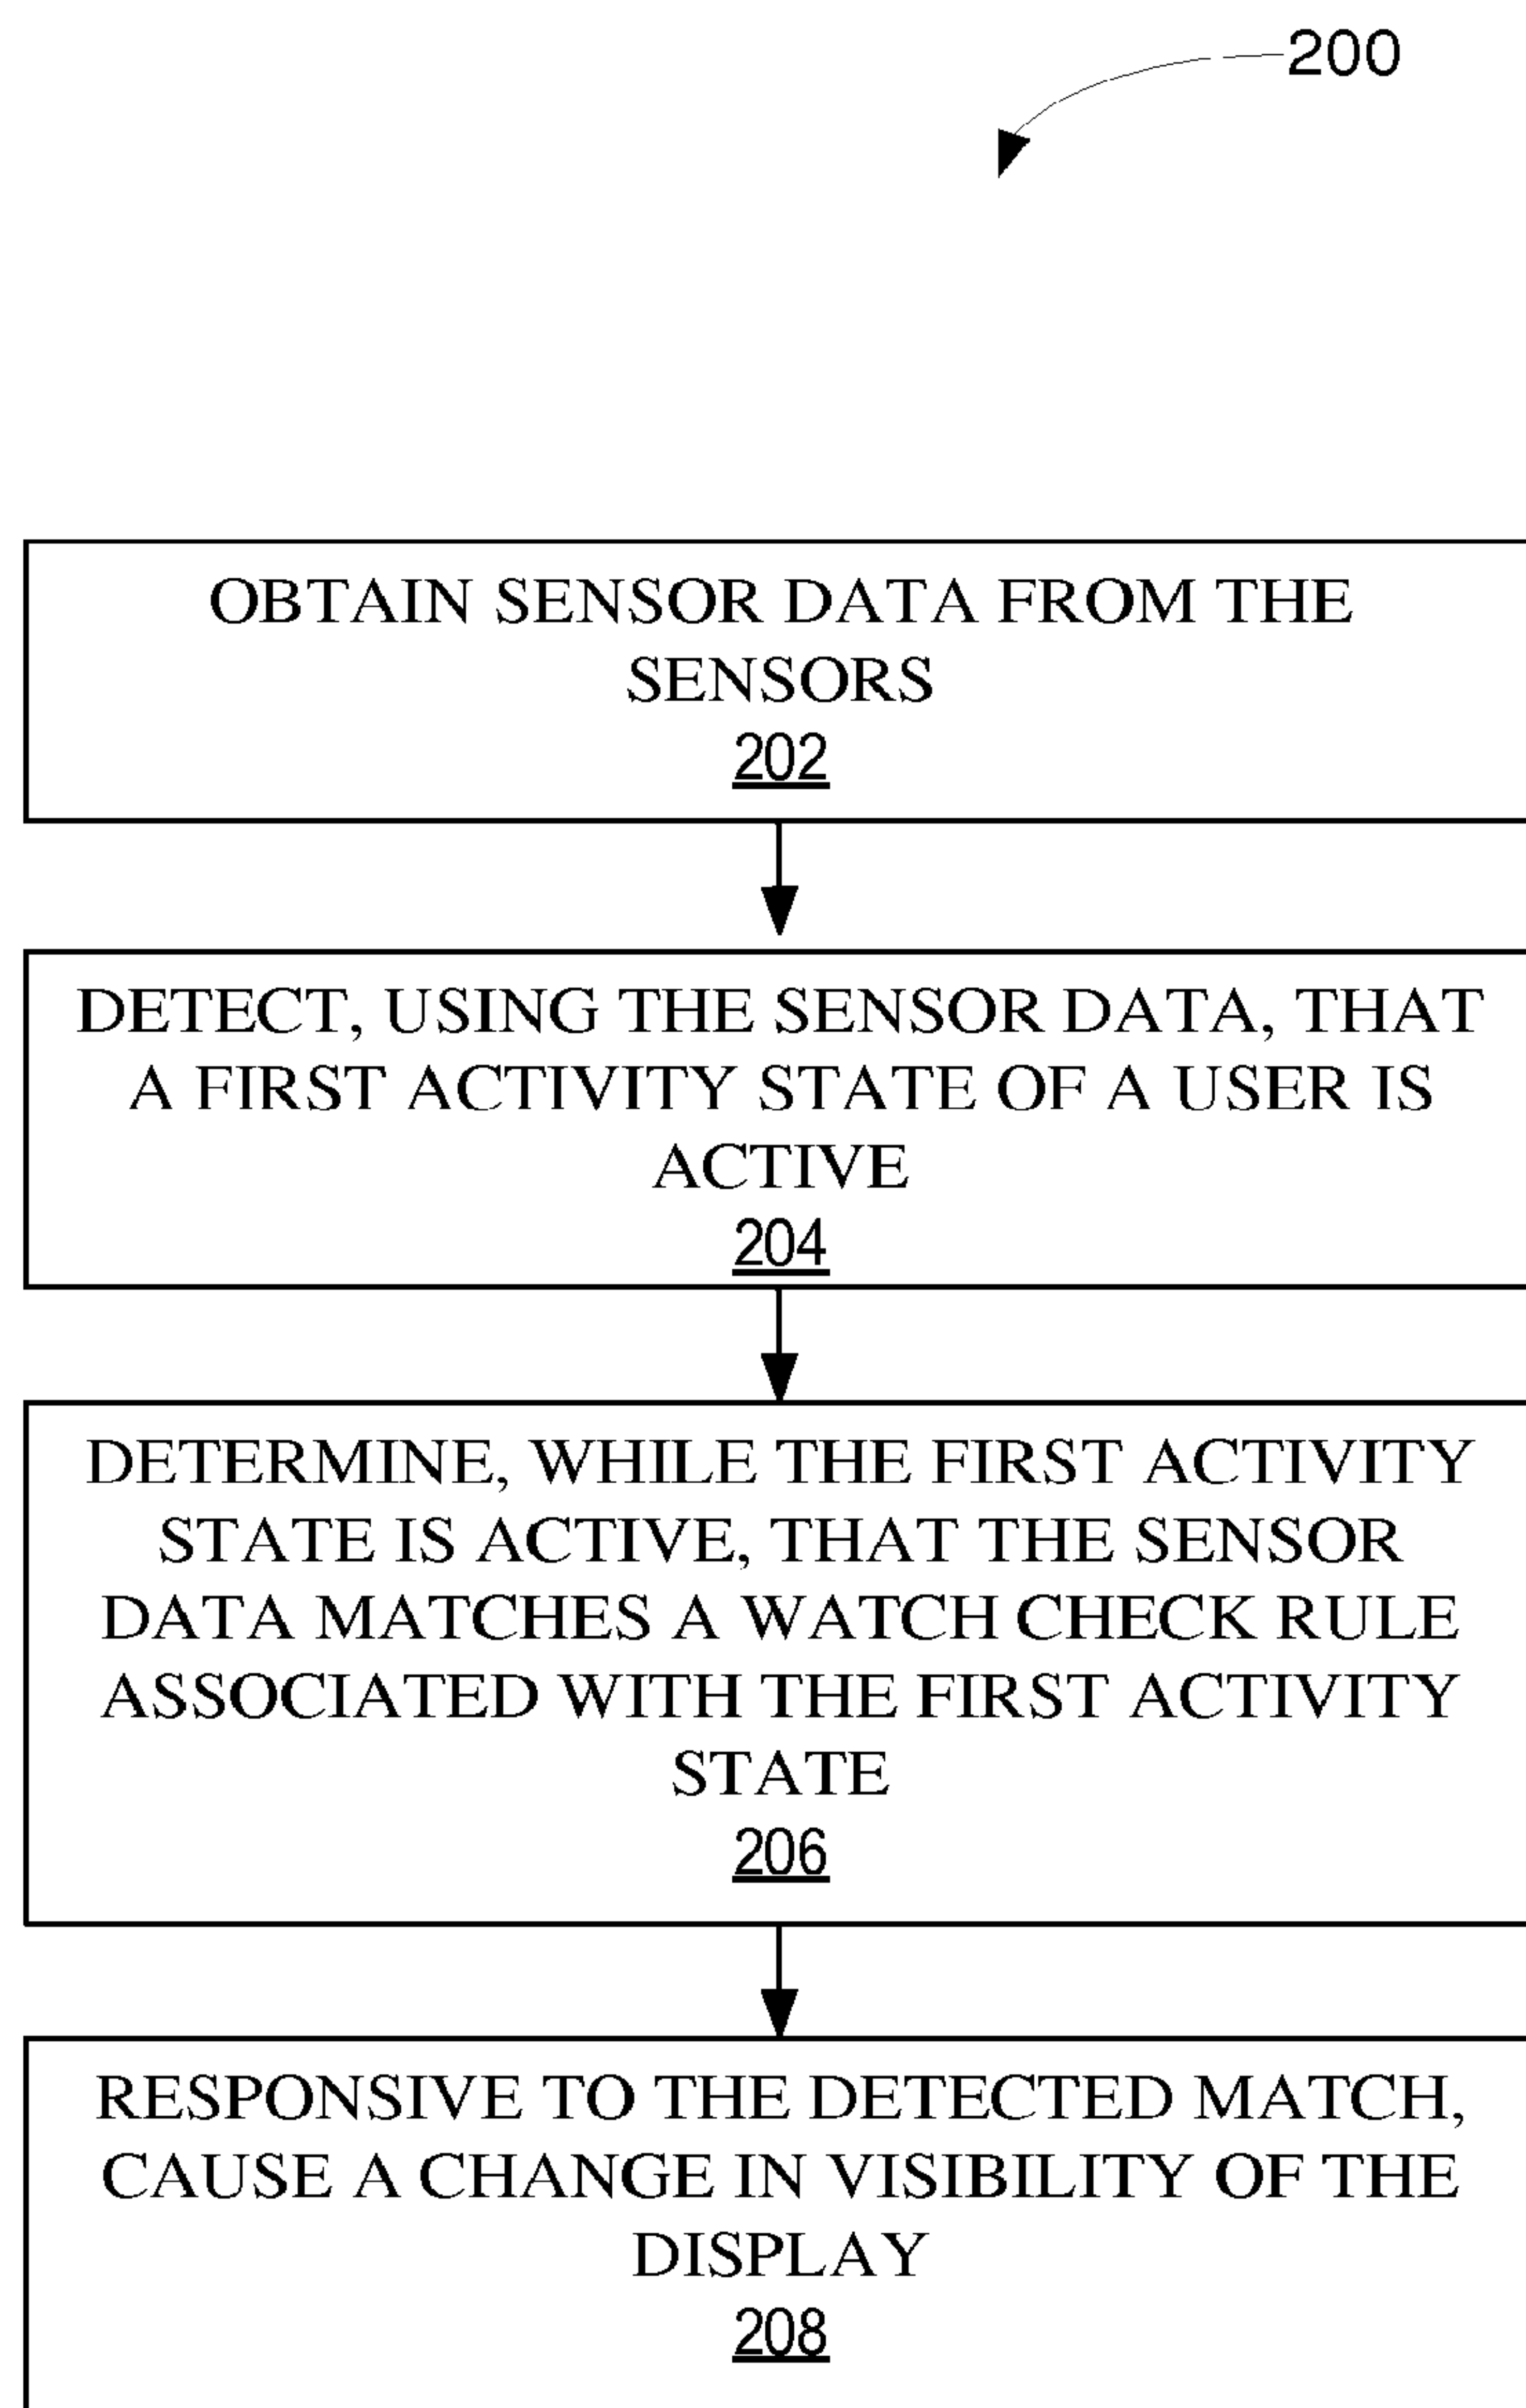 200
OBTAIN SENSOR DATA FROM THE
SENSORS
202
DETECT, USING THE SENSOR DATA, THAT
A FIRST ACTIVITY STATE OF A USER IS
ACTIVE
204
DETERMINE, WHILE THE FIRST ACTIVITY
STATE IS ACTIVE, THAT THE SENSOR
DATA MATCHES A WATCH CHECK RULE
ASSOCIATED WITH THE FIRST ACTIVITY
STATE
206
RESPONSIVE TO THE DETECTED MATCH,
CAUSE A CHANGE IN VISIBILITY OF THE
DISPLAY
208